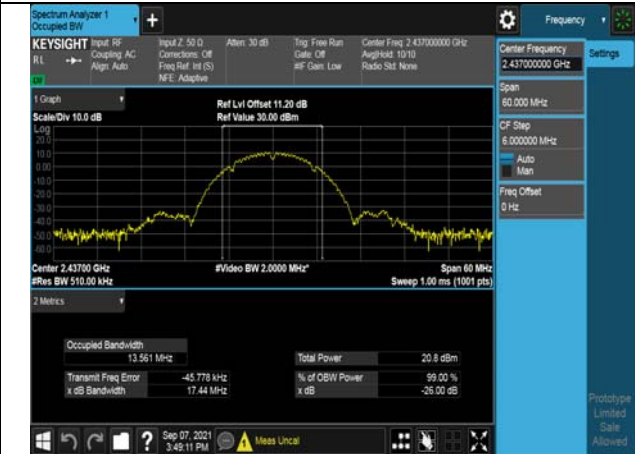 Spectrum Analyzer 1
Occupied BW
+
Frequency
KEYSIGHT
RL
Input: RF
Coupling: AC
Align: Auto
Input Z: 50 Ω
Corrections: Off
Freq Ref: Int (S)
NFE: Adaptive
Atten: 30 dB
Trig: Free Run
Gate: Off
#IF Gain: Low
Center Freq: 2.437000000 GHz
Avg|Hold: 10/10
Radio Std: None
Center Frequency
2.437000000 GHz
Settings
Span
60.000 MHz
CF Step
6.000000 MHz
Auto
Man
Freq Offset
0 Hz
1 Graph
Scale/Div 10.0 dB
Ref Lvl Offset 11.20 dB
Ref Value 30.00 dBm
Log
20.0
10.0
0.00
-10.0
-20.0
-30.0
-40.0
-50.0
-60.0
Center 2.43700 GHz
#Res BW 510.00 kHz
#Video BW 2.0000 MHz*
Span 60 MHz
Sweep 1.00 ms (1001 pts)
2 Metrics
Occupied Bandwidth
13.561 MHz
Total Power 20.8 dBm
Transmit Freq Error -45.778 kHz
% of OBW Power 99.00 %
x dB Bandwidth 17.44 MHz
x dB -26.00 dB
Prototype
Limited
Sale
Allowed
?
Sep 07, 2021
3:49:11 PM
Meas Uncal